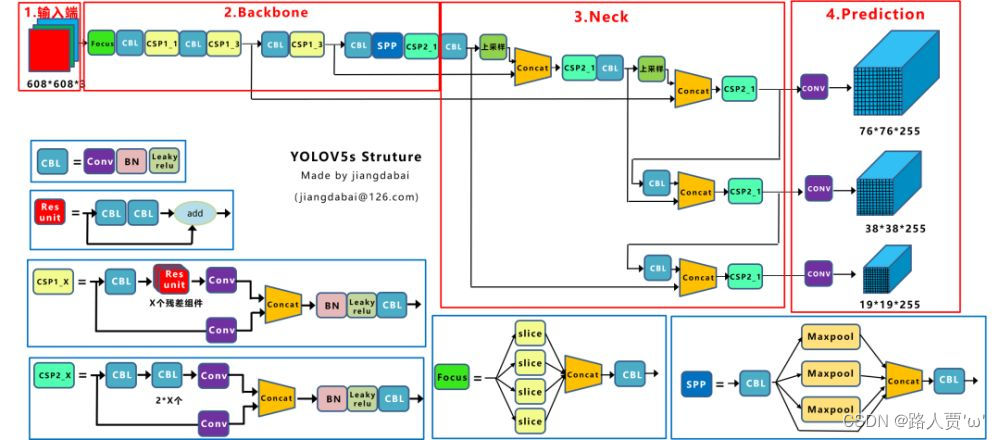 1.输入端
2.Backbone
3.Neck
4.Prediction
608*608*3
Focus
CBL
CSP1_1
CBL
CSP1_3
CBL
CSP1_3
CBL
SPP
CSP2_1
CBL
上采样
Concat
CSP2_1
CBL
上采样
Concat
CSP2_1
CONV
76*76*255
CBL
Concat
CSP2_1
CONV
38*38*255
CBL
Concat
CSP2_1
CONV
19*19*255
YOLOV5s Struture
Made by jiangdabai
(jiangdabai@126.com)
CBL
=
Conv
BN
Leaky
relu
Res
unit
=
CBL
CBL
add
CSP1_X
=
CBL
Res
unit
X个残差组件
Conv
Conv
Concat
BN
Leaky
relu
CBL
CSP2_X
=
CBL
CBL
2*X个
Conv
Conv
Concat
BN
Leaky
relu
CBL
Focus
=
slice
slice
slice
slice
Concat
CBL
SPP
=
CBL
Maxpool
Maxpool
Maxpool
Concat
CBL
CSDN @路人贾'ω'